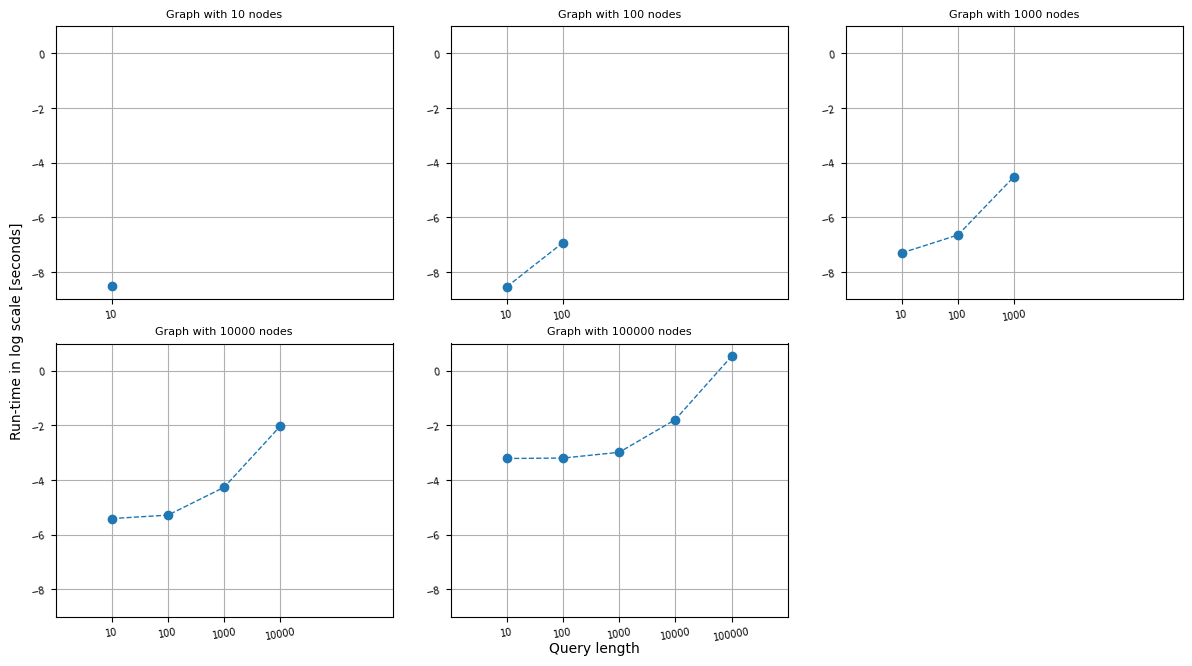 Graph with 10 nodes
0
−2
−4
−6
−8
10
Graph with 100 nodes
0
−2
−4
−6
−8
10 100
Graph with 1000 nodes
0
−2
−4
−6
−8
10 100 1000
Run-time in log scale [seconds]
Graph with 10000 nodes
0
−2
−4
−6
−8
10 100 1000 10000
Graph with 100000 nodes
0
−2
−4
−6
−8
10 100 1000 10000 100000
Query length